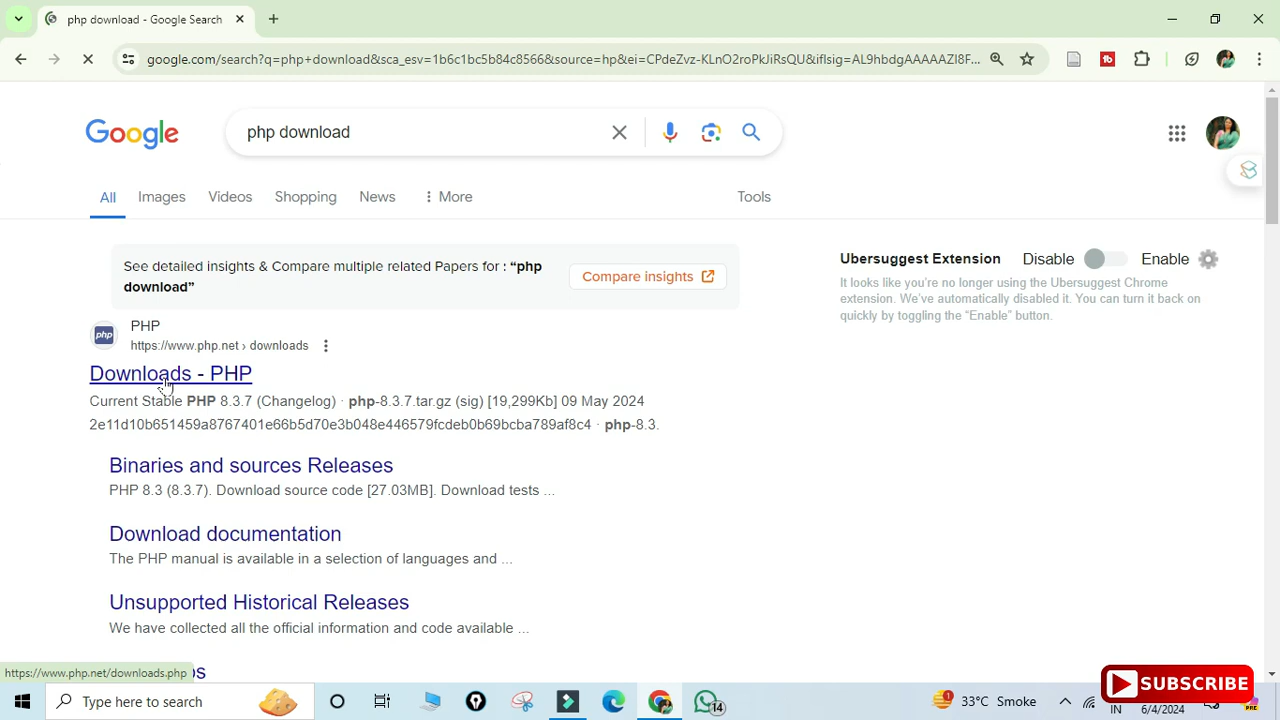 php download - Google Search
google.com/search?q=php+download&sca_esv=1b6c1bc5b84c8566&source=hp&ei=CPdeZvz-KLnO2roPkJiRsQU&iflsig=AL9hbdgAAAAAZl8F...
Google
php download
All Images Videos Shopping News More Tools
See detailed insights & Compare multiple related Papers for : “php
download”
Compare insights
Ubersuggest Extension Disable Enable
It looks like you're no longer using the Ubersuggest Chrome
extension. We've automatically disabled it. You can turn it back on
quickly by toggling the “Enable” button.
php
PHP
https://www.php.net › downloads
Downloads - PHP
Current Stable PHP 8.3.7 (Changelog) · php-8.3.7.tar.gz (sig) [19,299Kb] 09 May 2024
2e11d10b651459a8767401e66b5d70e3b048e446579fcdeb0b69bcba789af8c4 · php-8.3.
Binaries and sources Releases
PHP 8.3 (8.3.7). Download source code [27.03MB]. Download tests ...
Download documentation
The PHP manual is available in a selection of languages and ...
Unsupported Historical Releases
We have collected all the official information and code available ...
https://www.php.net/downloads.php
SUBSCRIBE
Type here to search
14
33°C Smoke
IN
6/4/2024